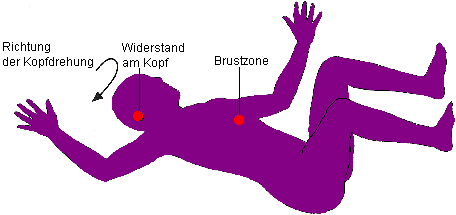 Richtung
der Kopfdrehung
Widerstand
am Kopf
Brustzone